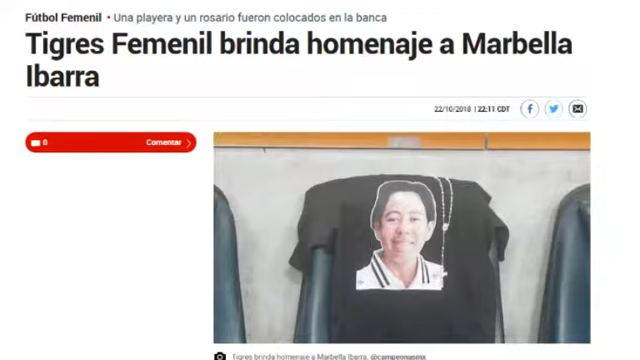 Fútbol Femenil • Una playera y un rosario fueron colocados en la banca
Tigres Femenil brinda homenaje a Marbella
Ibarra
22/10/2018 | 22:11 CDT
0 Comentar
Tigres brinda homenaje a Marbella Ibarra. @campeonasmx